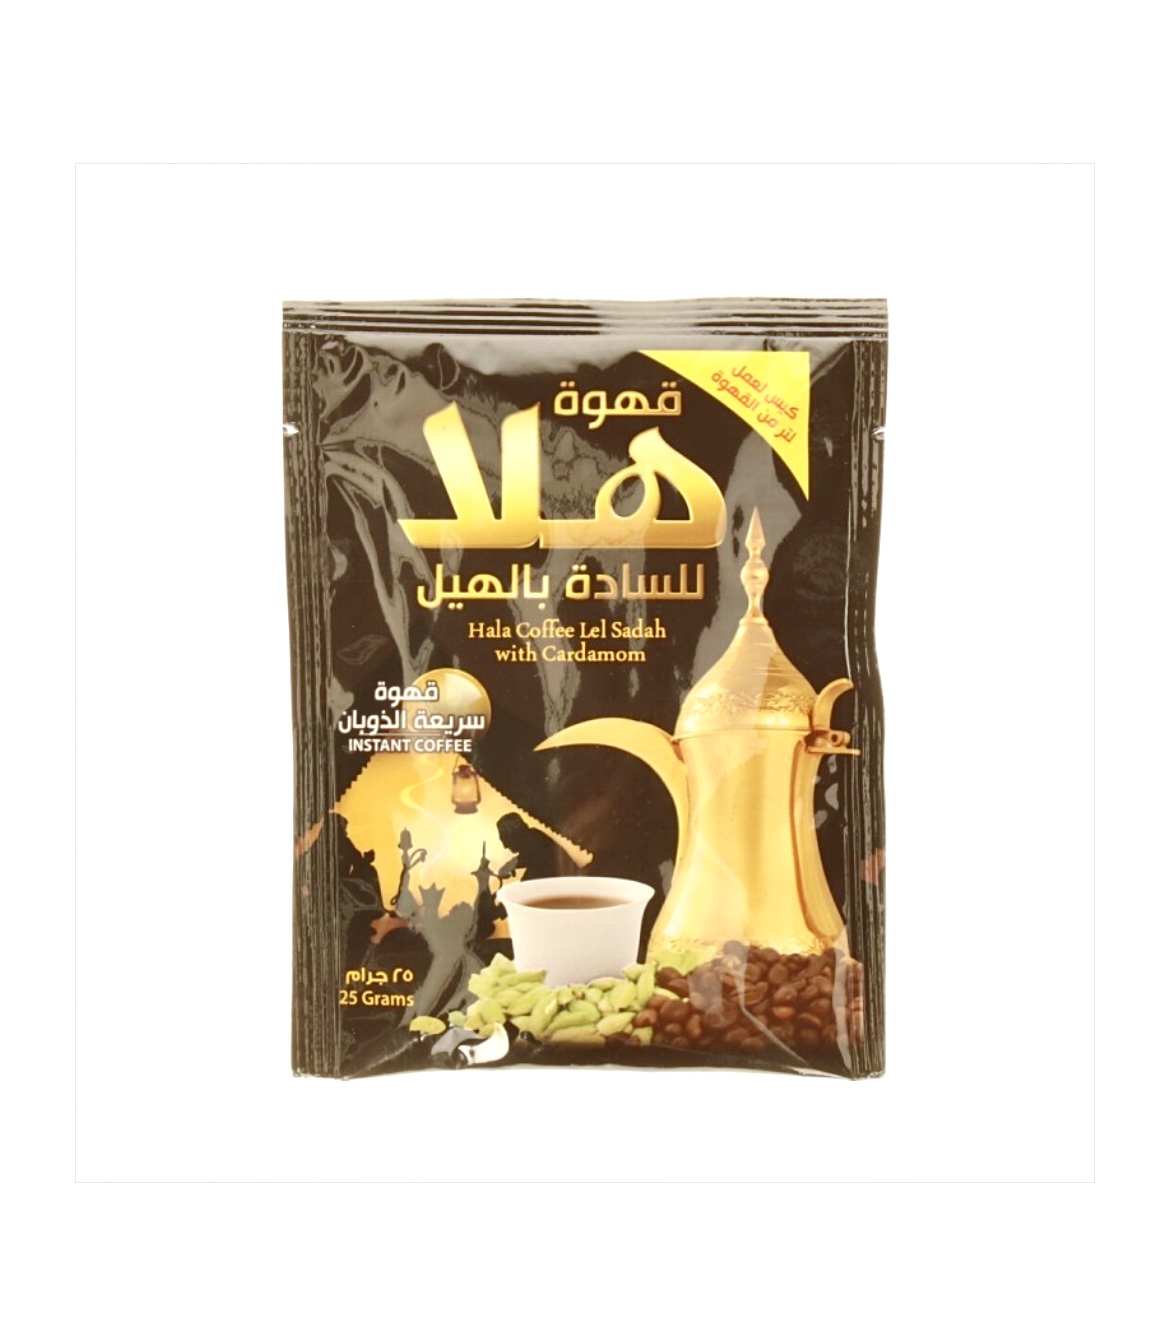 كيس لعمل
لتر من القهوة
قهوة
هلا
للسادة بالهيل
Hala Coffee Lel Sadah
with Cardamom
قهوة
سريعة الذوبان
INSTANT COFFEE
٢٥ جرام
25 Grams